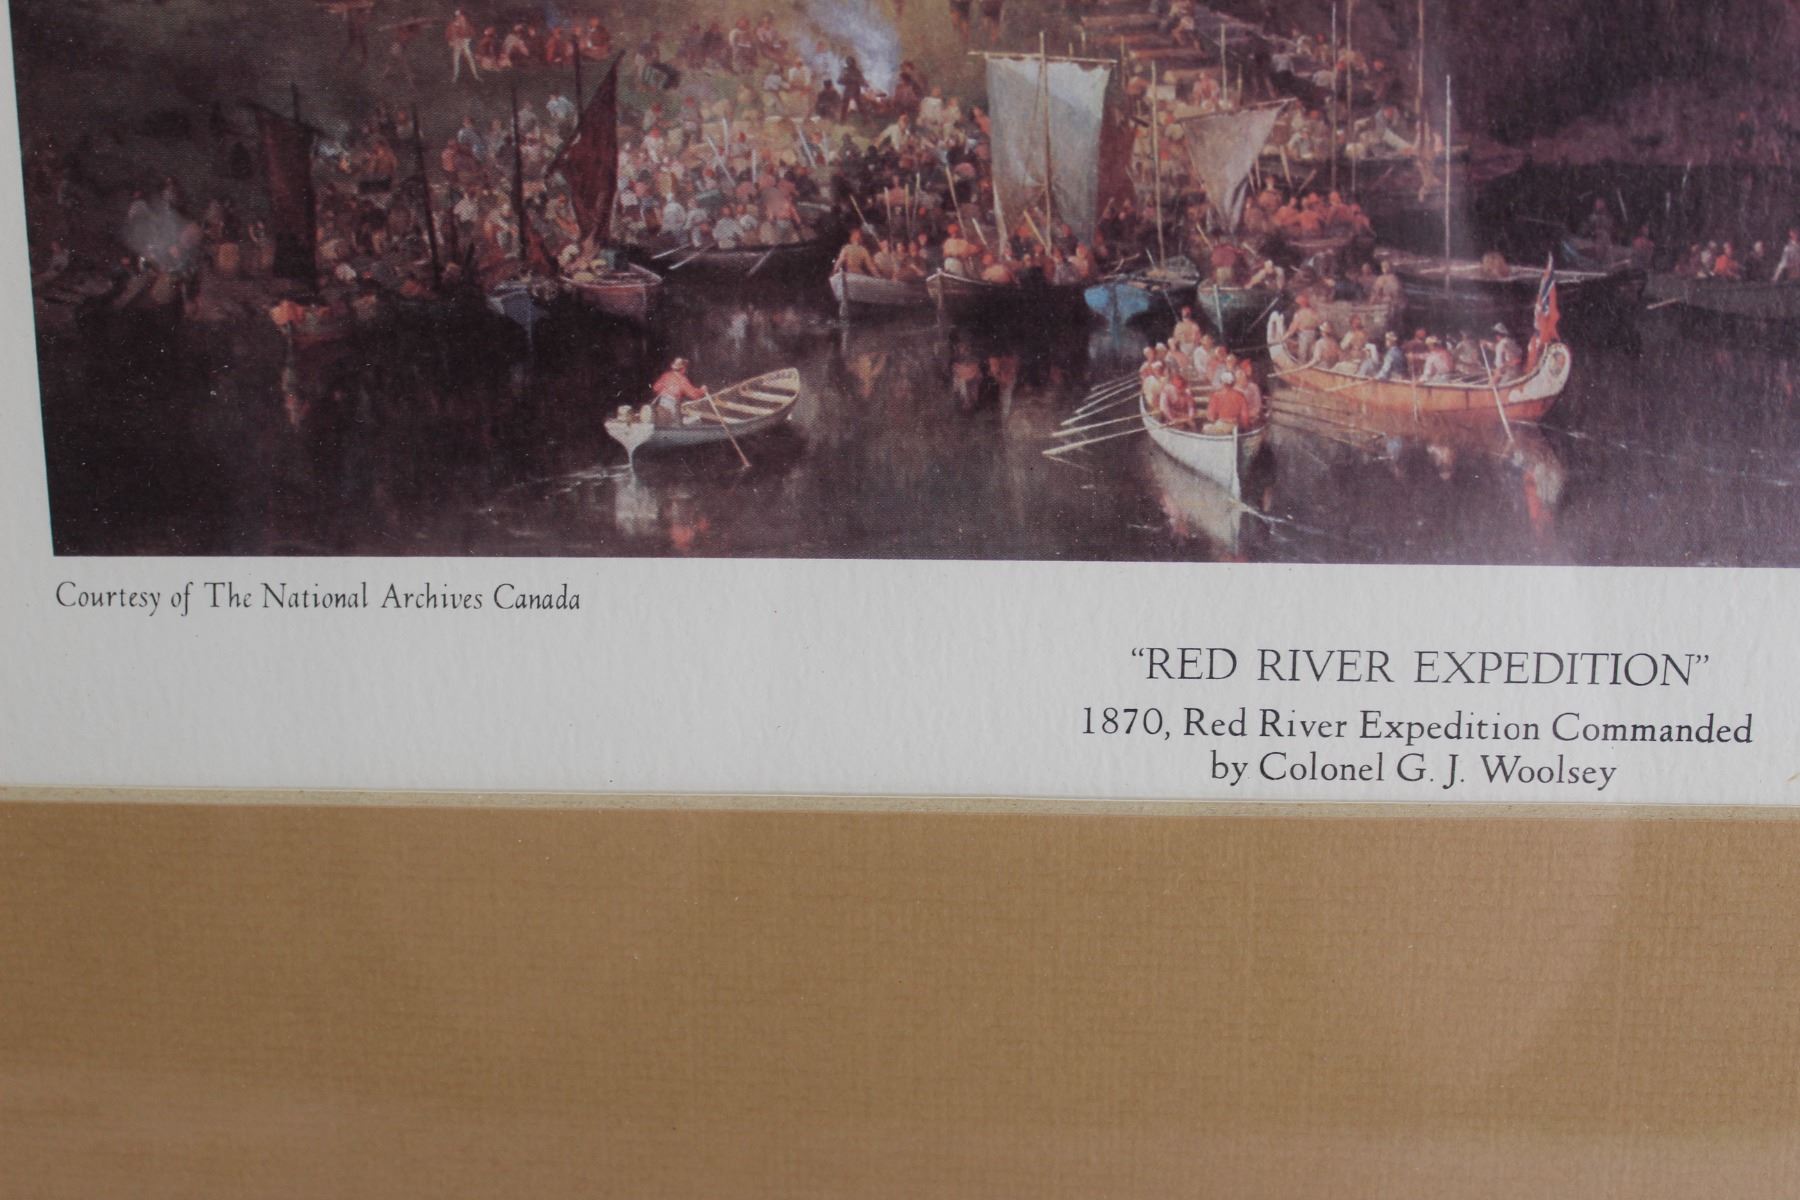 Courtesy of The National Archives Canada
“RED RIVER EXPEDITION”
1870, Red River Expedition Commanded
by Colonel G. J. Woolsey